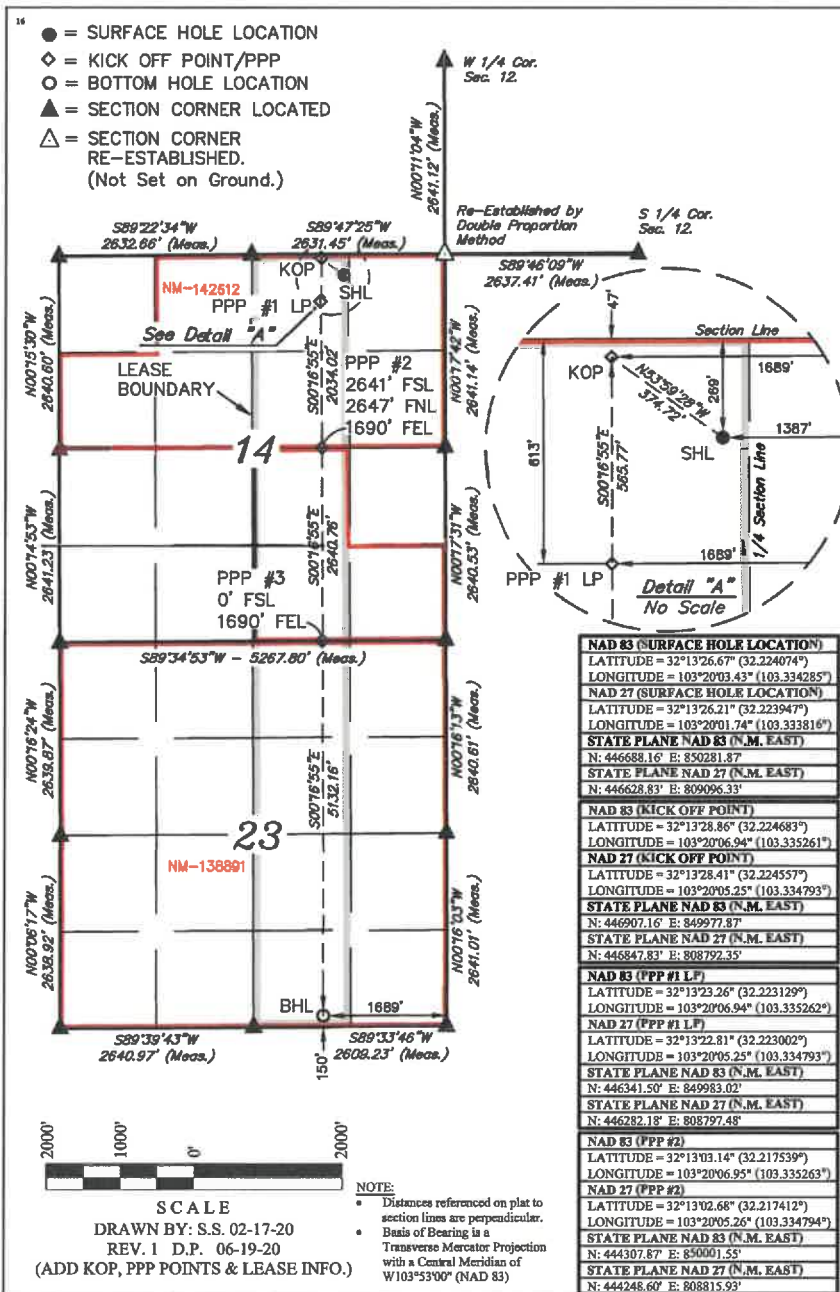 16
● = SURFACE HOLE LOCATION
◇ = KICK OFF POINT/PPP
○ = BOTTOM HOLE LOCATION
▲ = SECTION CORNER LOCATED
△ = SECTION CORNER
RE-ESTABLISHED.
(Not Set on Ground.)
W 1/4 Cor.
Sec. 12.
N00°11'04"W
2641.12' (Meas.)
Re-Established by
Double Proportion
Method
S 1/4 Cor.
Sec. 12.
S89°46'09"W
2637.41' (Meas.)
S89°22'34"W
2632.66' (Meas.)
S89°47'25"W
2631.45' (Meas.)
KOP
SHL
NM-142512
PPP #1 LP
See Detail "A"
LEASE
BOUNDARY
N00°15'30"W
2640.60' (Meas.)
S00°16'55"E
2034.02'
PPP #2
2641' FSL
2647' FNL
1690' FEL
N00°17'42"W
2641.14' (Meas.)
14
N00°14'53"W
2641.23' (Meas.)
S00°16'55"E
2640.76'
N00°17'31"W
2640.53' (Meas.)
PPP #3
0' FSL
1690' FEL
S89°34'53"W - 5267.80' (Meas.)
N00°16'24"W
2639.87' (Meas.)
S00°16'55"E
5132.16'
N00°16'13"W
2640.61' (Meas.)
23
NM-138891
N00°06'17"W
2638.92' (Meas.)
N00°16'03"W
2641.01' (Meas.)
BHL
1689'
S89°39'43"W
2640.97' (Meas.)
S89°33'46"W
2609.23' (Meas.)
150'
47'
Section Line
KOP
1689'
N53°59'28"W
374.72'
269'
1387'
SHL
613'
S00°16'55"E
565.77'
1/4 Section Line
PPP #1 LP
1689'
Detail "A"
No Scale
NAD 83 (SURFACE HOLE LOCATION)
LATITUDE = 32°13'26.67" (32.224074°)
LONGITUDE = 103°20'03.43" (103.334285°)
NAD 27 (SURFACE HOLE LOCATION)
LATITUDE = 32°13'26.21" (32.223947°)
LONGITUDE = 103°20'01.74" (103.333816°)
STATE PLANE NAD 83 (N.M. EAST)
N: 446688.16' E: 850281.87'
STATE PLANE NAD 27 (N.M. EAST)
N: 446628.83' E: 809096.33'
NAD 83 (KICK OFF POINT)
LATITUDE = 32°13'28.86" (32.224683°)
LONGITUDE = 103°20'06.94" (103.335261°)
NAD 27 (KICK OFF POINT)
LATITUDE = 32°13'28.41" (32.224557°)
LONGITUDE = 103°20'05.25" (103.334793°)
STATE PLANE NAD 83 (N.M. EAST)
N: 446907.16' E: 849977.87'
STATE PLANE NAD 27 (N.M. EAST)
N: 446847.83' E: 808792.35'
NAD 83 (PPP #1 LP)
LATITUDE = 32°13'23.26" (32.223129°)
LONGITUDE = 103°20'06.94" (103.335262°)
NAD 27 (PPP #1 LP)
LATITUDE = 32°13'22.81" (32.223002°)
LONGITUDE = 103°20'05.25" (103.334793°)
STATE PLANE NAD 83 (N.M. EAST)
N: 446341.50' E: 849983.02'
STATE PLANE NAD 27 (N.M. EAST)
N: 446282.18' E: 808797.48'
NAD 83 (PPP #2)
LATITUDE = 32°13'03.14" (32.217539°)
LONGITUDE = 103°20'06.95" (103.335263°)
NAD 27 (PPP #2)
LATITUDE = 32°13'02.68" (32.217412°)
LONGITUDE = 103°20'05.26" (103.334794°)
STATE PLANE NAD 83 (N.M. EAST)
N: 444307.87' E: 850001.55'
STATE PLANE NAD 27 (N.M. EAST)
N: 444248.60' E: 808815.93'
2000' 1000' 0' 2000'
SCALE
DRAWN BY: S.S. 02-17-20
REV. 1 D.P. 06-19-20
(ADD KOP, PPP POINTS & LEASE INFO.)
NOTE:
• Distances referenced on plat to
section lines are perpendicular.
• Basis of Bearing is a
Transverse Mercator Projection
with a Central Meridian of
W103°53'00" (NAD 83)